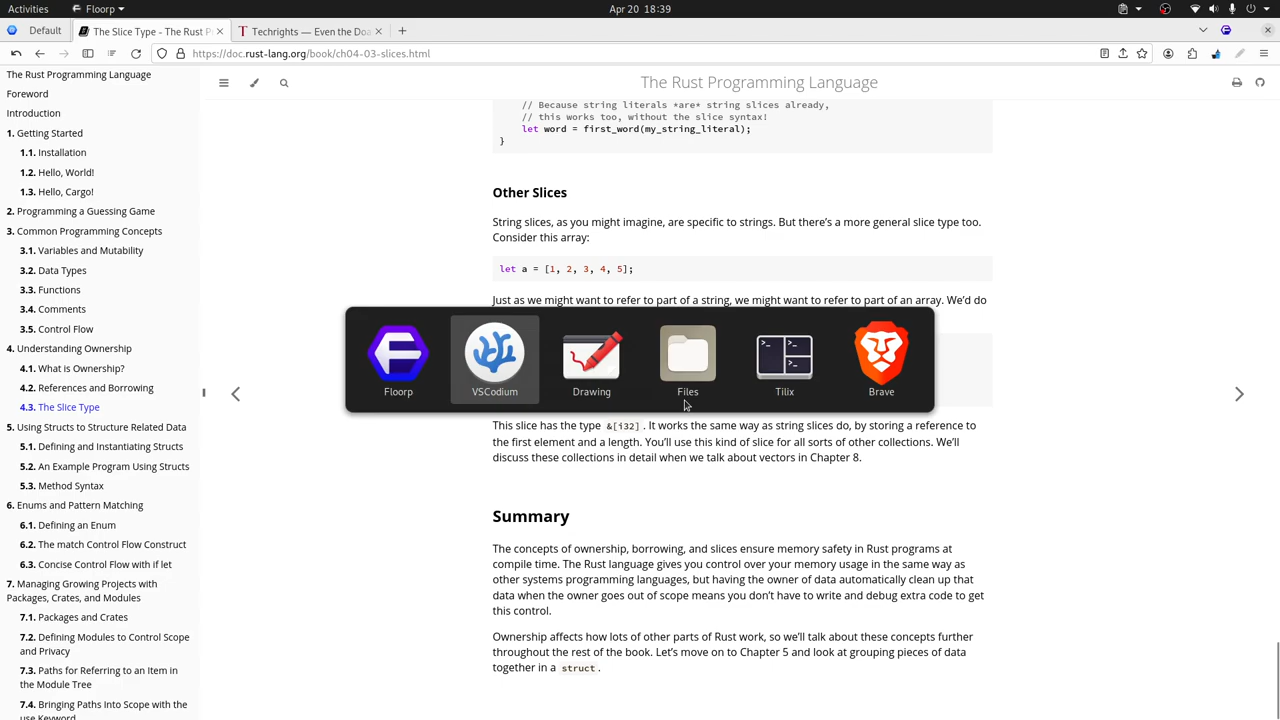 Activities
Floorp
Apr 20 18:39
Default
The Slice Type - The Rust P
Techrights — Even the Doa
https://doc.rust-lang.org/book/ch04-03-slices.html
The Rust Programming Language
Foreword
Introduction
1. Getting Started
1.1. Installation
1.2. Hello, World!
1.3. Hello, Cargo!
2. Programming a Guessing Game
3. Common Programming Concepts
3.1. Variables and Mutability
3.2. Data Types
3.3. Functions
3.4. Comments
3.5. Control Flow
4. Understanding Ownership
4.1. What is Ownership?
4.2. References and Borrowing
4.3. The Slice Type
5. Using Structs to Structure Related Data
5.1. Defining and Instantiating Structs
5.2. An Example Program Using Structs
5.3. Method Syntax
6. Enums and Pattern Matching
6.1. Defining an Enum
6.2. The match Control Flow Construct
6.3. Concise Control Flow with if let
7. Managing Growing Projects with
Packages, Crates, and Modules
7.1. Packages and Crates
7.2. Defining Modules to Control Scope
and Privacy
7.3. Paths for Referring to an Item in
the Module Tree
7.4. Bringing Paths Into Scope with the
use Keyword
The Rust Programming Language
// Because string literals *are* string slices already,
// this works too, without the slice syntax!
let word = first_word(my_string_literal);
}
Other Slices
String slices, as you might imagine, are specific to strings. But there's a more general slice type too.
Consider this array:
let a = [1, 2, 3, 4, 5];
Just as we might want to refer to part of a string, we might want to refer to part of an array. We'd do
Floorp
VSCodium
Drawing
Files
Tilix
Brave
This slice has the type &[i32]. It works the same way as string slices do, by storing a reference to
the first element and a length. You'll use this kind of slice for all sorts of other collections. We'll
discuss these collections in detail when we talk about vectors in Chapter 8.
Summary
The concepts of ownership, borrowing, and slices ensure memory safety in Rust programs at
compile time. The Rust language gives you control over your memory usage in the same way as
other systems programming languages, but having the owner of data automatically clean up that
data when the owner goes out of scope means you don't have to write and debug extra code to get
this control.
Ownership affects how lots of other parts of Rust work, so we'll talk about these concepts further
throughout the rest of the book. Let's move on to Chapter 5 and look at grouping pieces of data
together in a struct.